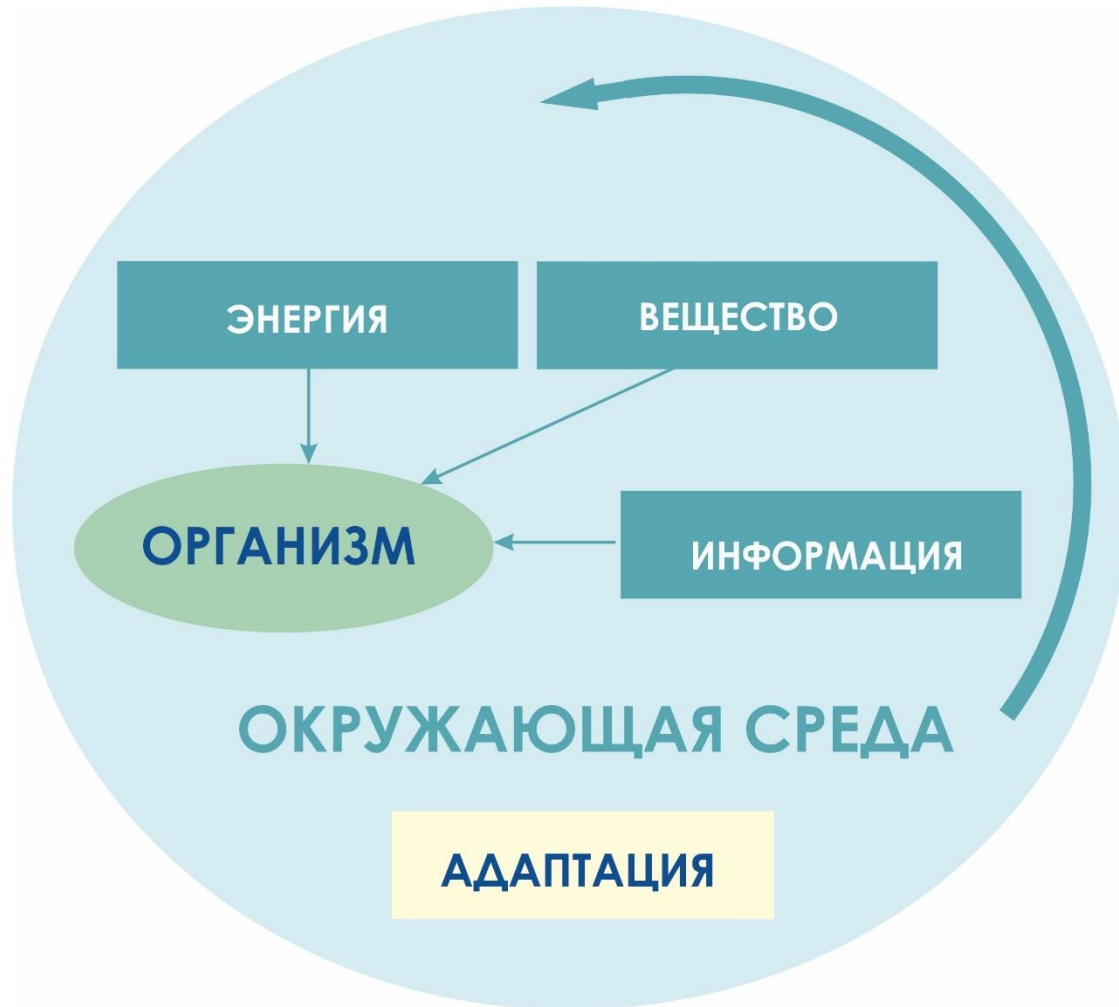 ЭНЕРГИЯ
ВЕЩЕСТВО
ОРГАНИЗМ
ИНФОРМАЦИЯ
ОКРУЖАЮЩАЯ СРЕДА
АДАПТАЦИЯ